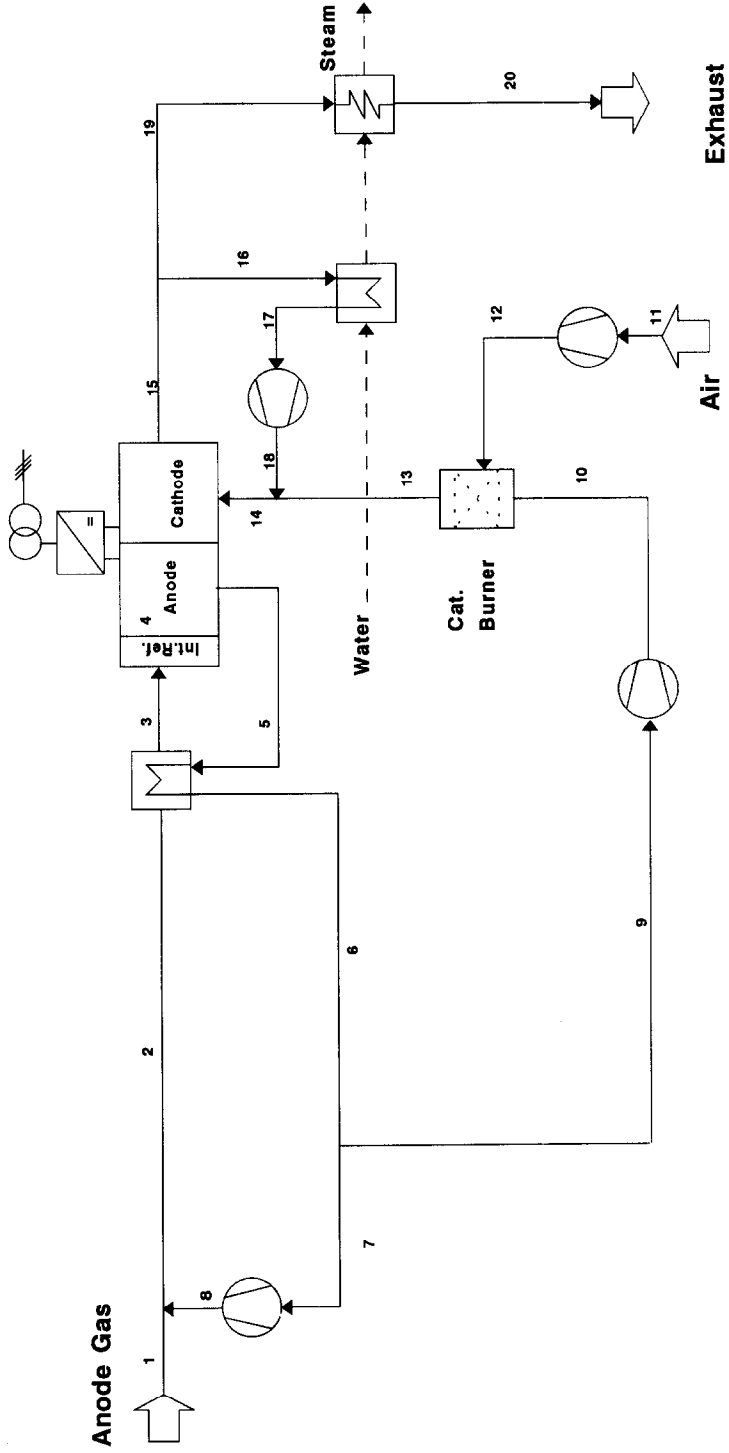 Anode Gas
1
2
3
4
Int.Ref.
Anode
Cathode
=
5
6
7
8
9
10
Cat.
Burner
Air
11
12
13
14
15
16
17
18
19
20
Water
Steam
Exhaust